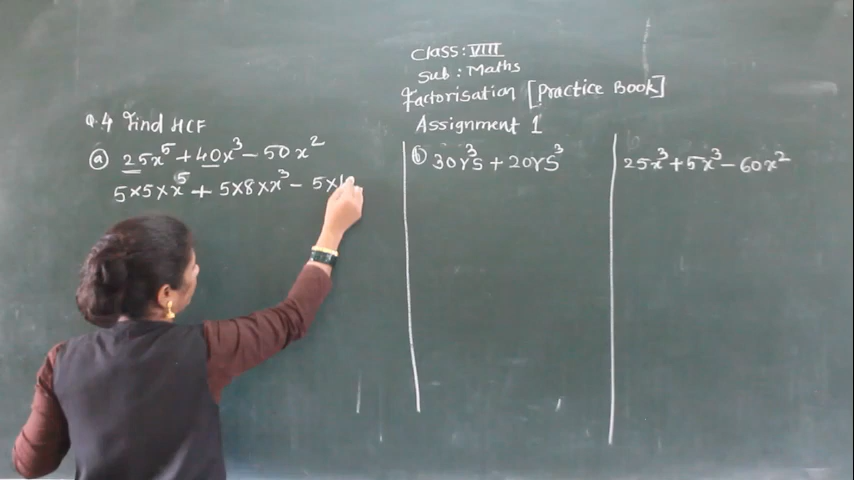 Class: VIII
Sub: Maths
Factorisation [Practice Book]
Assignment 1
Q.4 Find HCF
ⓐ 25x⁵ + 40x³ - 50x²
5×5×x⁵ + 5×8×x³ - 5×1
ⓑ 30r³s + 20rs³
25x³ + 5x³ - 60x²